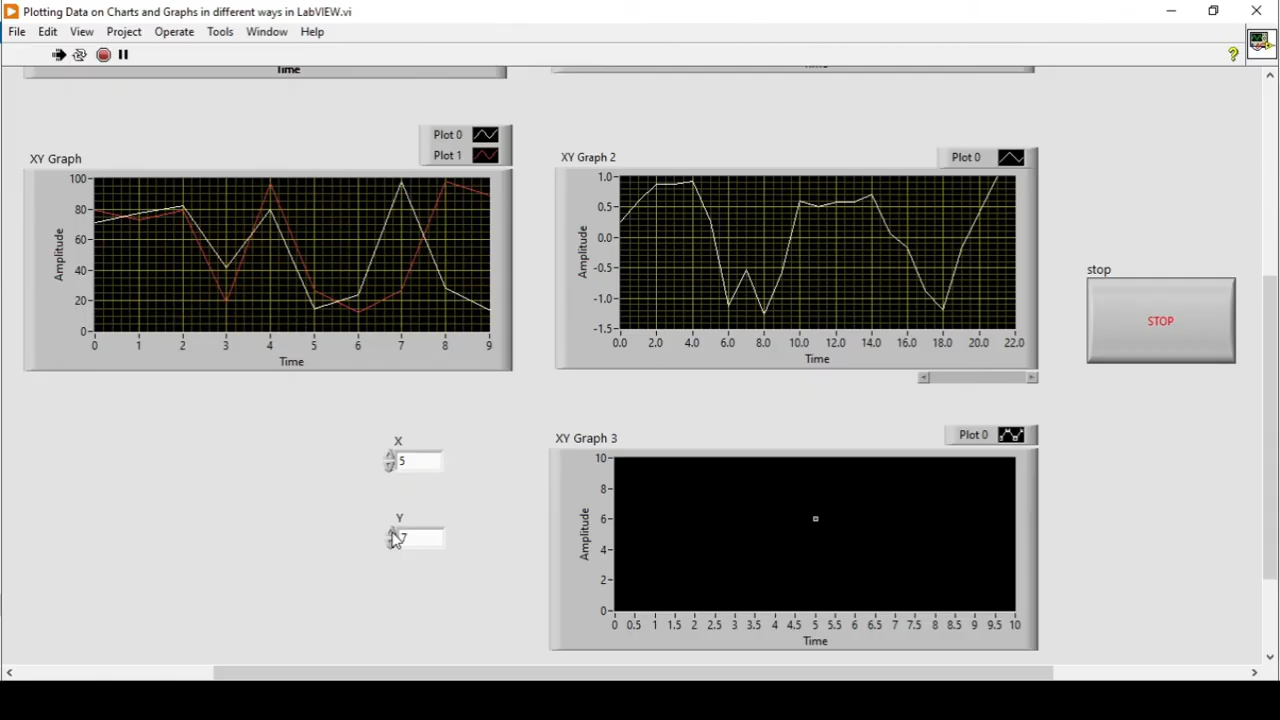 Plotting Data on Charts and Graphs in different ways in LabVIEW.vi
File Edit View Project Operate Tools Window Help
Time
XY Graph
Plot 0
Plot 1
100
80
60
40
20
0
Amplitude
0 1 2 3 4 5 6 7 8 9
Time
XY Graph 2
Plot 0
1.0
0.5
0.0
-0.5
-1.0
-1.5
Amplitude
0.0 2.0 4.0 6.0 8.0 10.0 12.0 14.0 16.0 18.0 20.0 22.0
Time
stop
STOP
X
5
Y
7
XY Graph 3
Plot 0
10
8
6
4
2
0
Amplitude
0 0.5 1 1.5 2 2.5 3 3.5 4 4.5 5 5.5 6 6.5 7 7.5 8 8.5 9 9.5 10
Time